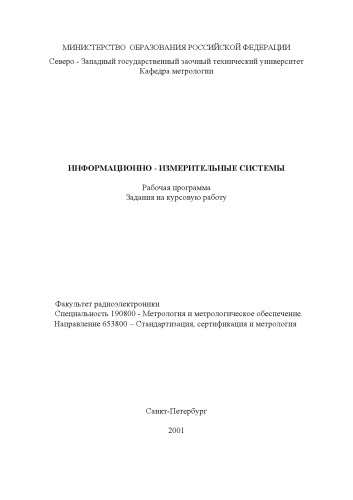 МИНИСТЕРСТВО ОБРАЗОВАНИЯ РОССИЙСКОЙ ФЕДЕРАЦИИ
Северо - Западный государственный заочный технический университет
Кафедра метрологии
ИНФОРМАЦИОННО - ИЗМЕРИТЕЛЬНЫЕ СИСТЕМЫ
Рабочая программа
Задания на курсовую работу
Факультет радиоэлектроники
Специальность 190800 - Метрология и метрологическое обеспечение.
Направление 653800 – Стандартизация, сертификация и метрология
Санкт-Петербург
2001